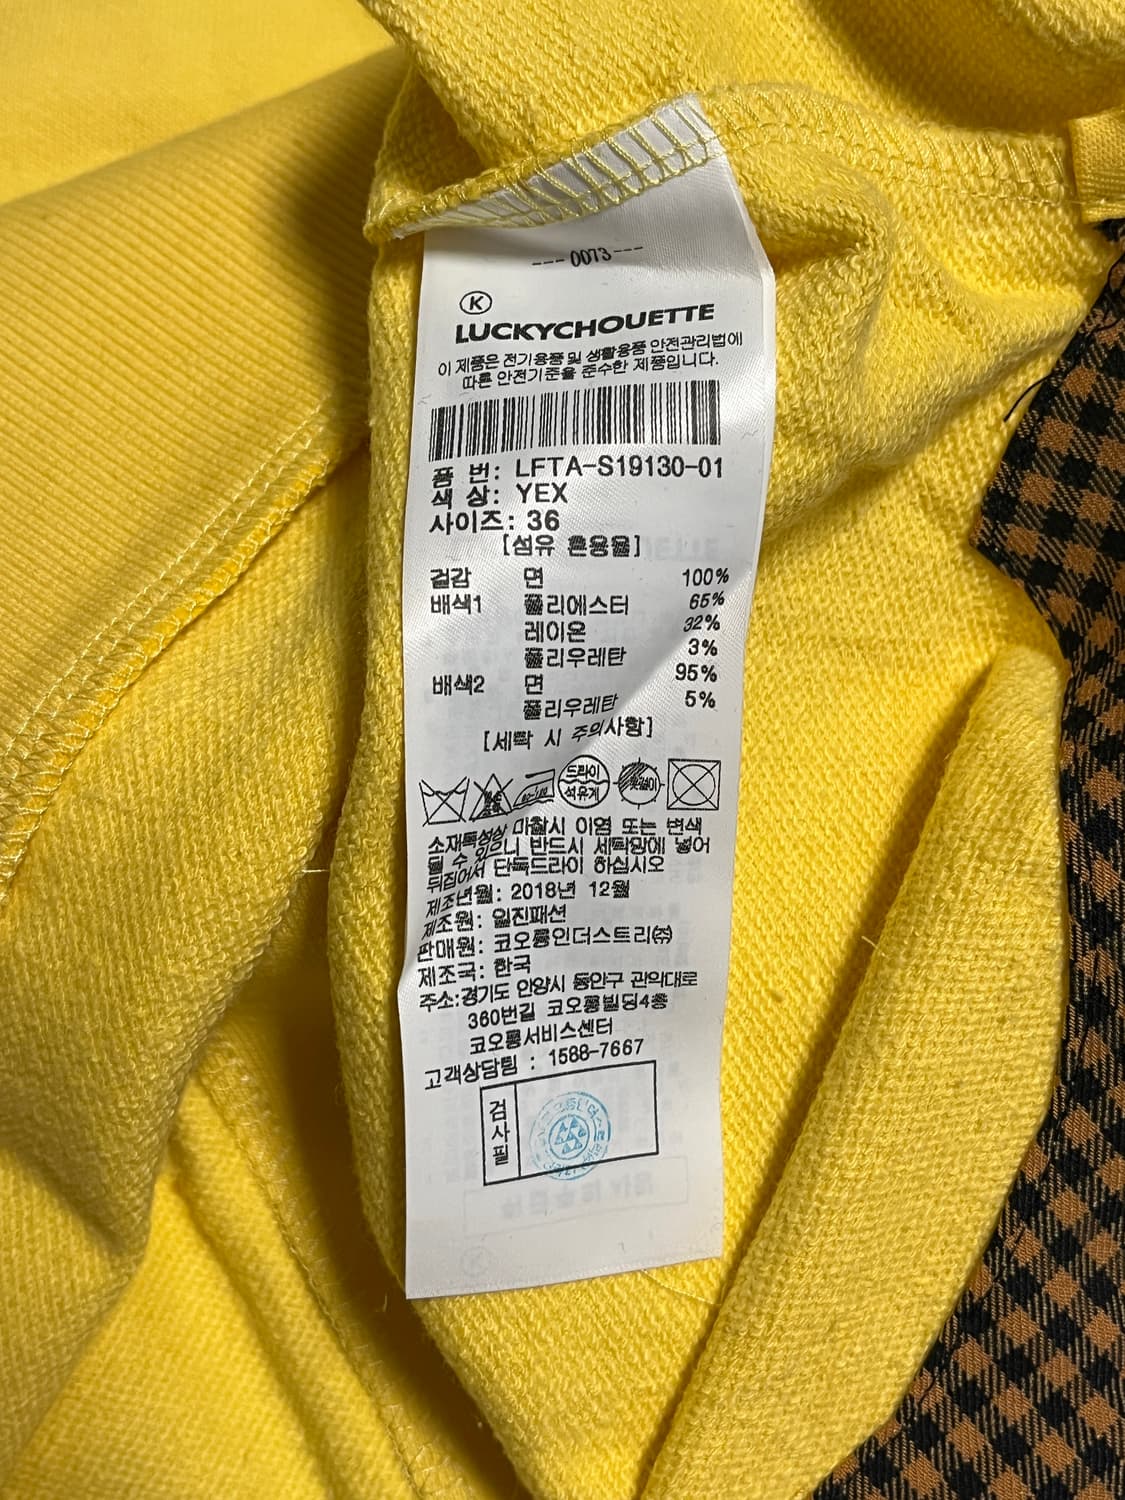 --- 0073 ---
K
LUCKYCHOUETTE
이 제품은 전기용품 및 생활용품 안전관리법에
따른 안전기준을 준수한 제품입니다.
품 번: LFTA-S19130-01
색 상: YEX
사이즈: 36
[섬유 혼용율]
겉감 면 100%
배색1 폴리에스터 65%
레이온 32%
폴리우레탄 3%
배색2 면 95%
폴리우레탄 5%
[세탁 시 주의사항]
드라이
석유계
소재특성상 마찰시 이염 또는 변색
될 수 있으니 반드시 세탁망에 넣어
뒤집어서 단독드라이 하십시오
제조년월: 2018년 12월
제조원: 일진패션
판매원: 코오롱인더스트리㈜
제조국: 한국
주소:경기도 안양시 동안구 관악대로
360번길 코오롱빌딩4층
코오롱서비스센터
고객상담팀 : 1588-7667
검사필